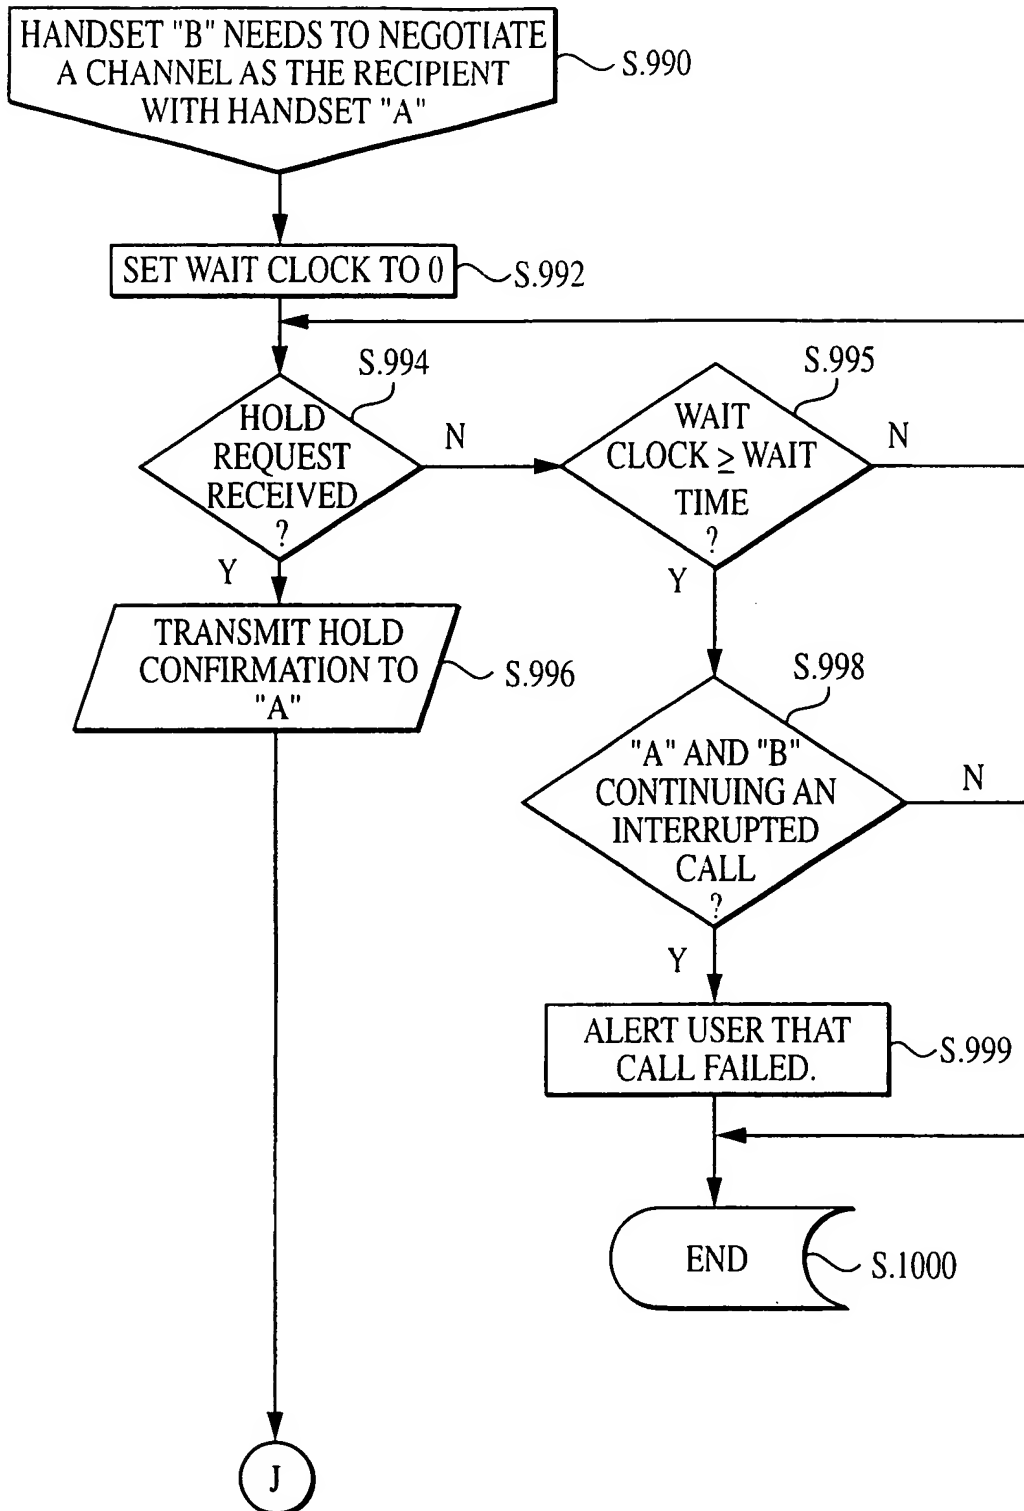 HANDSET "B" NEEDS TO NEGOTIATE
A CHANNEL AS THE RECIPIENT
WITH HANDSET "A"
S.990
SET WAIT CLOCK TO 0
S.992
S.994
HOLD
REQUEST
RECEIVED
?
N
Y
S.995
WAIT
CLOCK ≥ WAIT
TIME
?
N
Y
TRANSMIT HOLD
CONFIRMATION TO
"A"
S.996
S.998
"A" AND "B"
CONTINUING AN
INTERRUPTED
CALL
?
N
Y
ALERT USER THAT
CALL FAILED.
S.999
END
S.1000
J